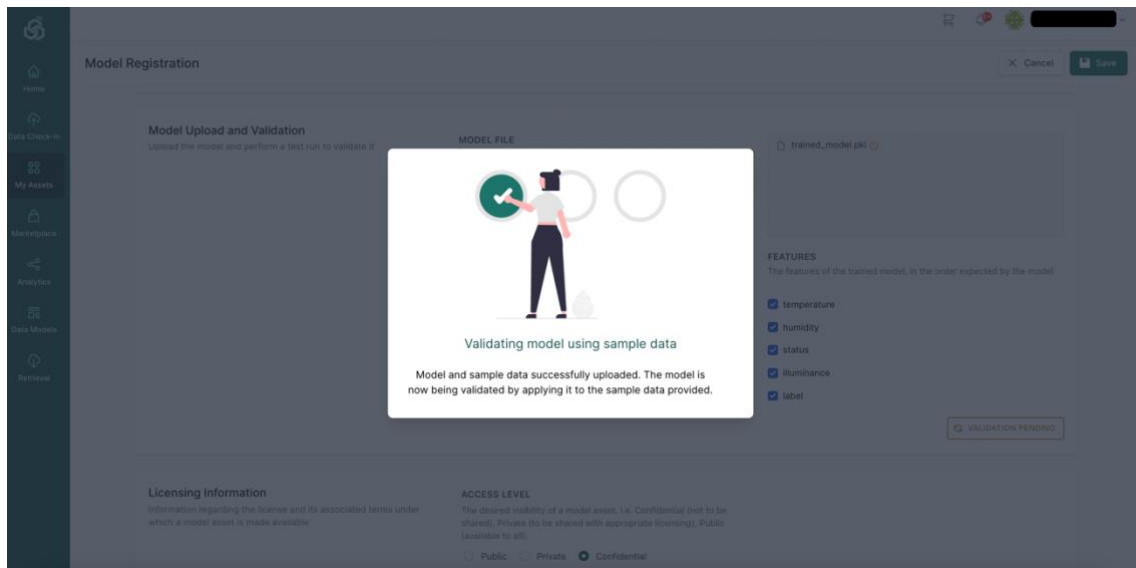 Model Registration
Cancel
Save
Home
Data Check-in
My Assets
Marketplace
Analytics
Data Models
Retrieval
Model Upload and Validation
Upload the model and perform a test run to validate it
MODEL FILE
trained_model.pkl
Validating model using sample data
Model and sample data successfully uploaded. The model is
now being validated by applying it to the sample data provided.
FEATURES
The features of the trained model, in the order expected by the model
temperature
humidity
status
illuminance
label
VALIDATION PENDING
Licensing Information
Information regarding the license and its associated terms under
which a model asset is made available
ACCESS LEVEL
The desired visibility of a model asset, i.e. Confidential (not to be
shared), Private (to be shared with appropriate licensing), Public
(available to all).
Public
Private
Confidential